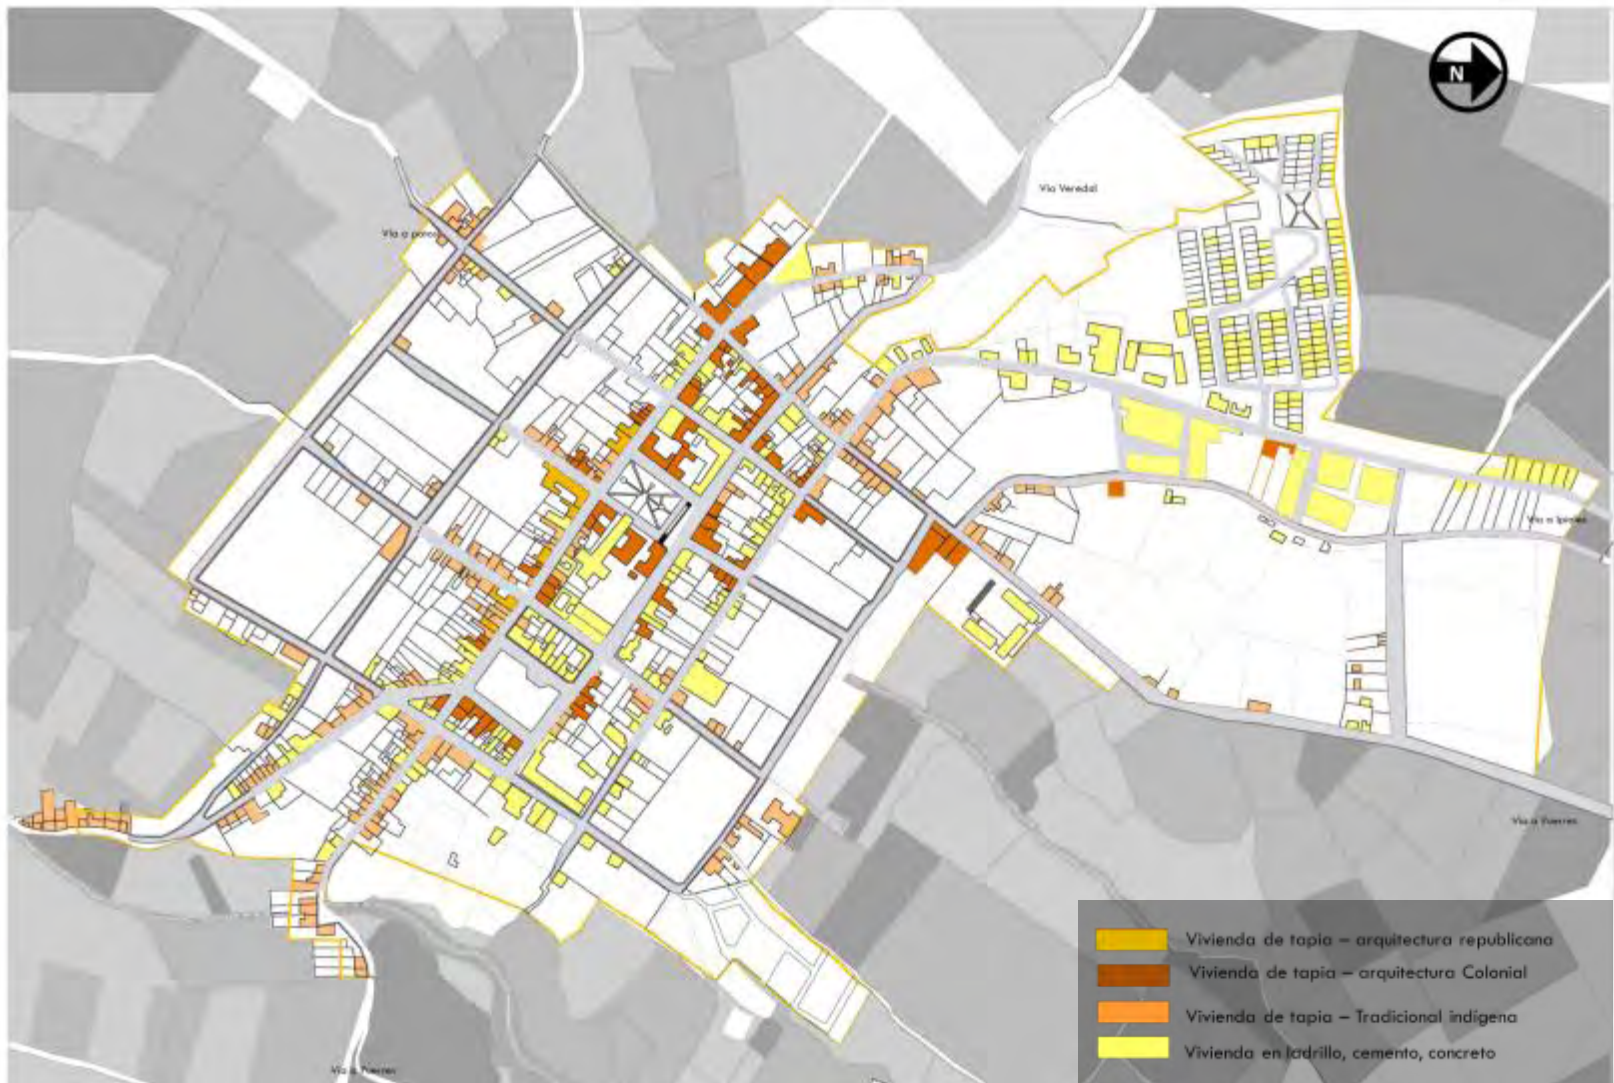 N
Vía Veredal
Vía a
Vía a Ipiales
Vía a
Vivienda de tapia – arquitectura republicana
Vivienda de tapia – arquitectura Colonial
Vivienda de tapia – Tradicional indígena
Vivienda en ladrillo, cemento, concreto
Vía a Puerres